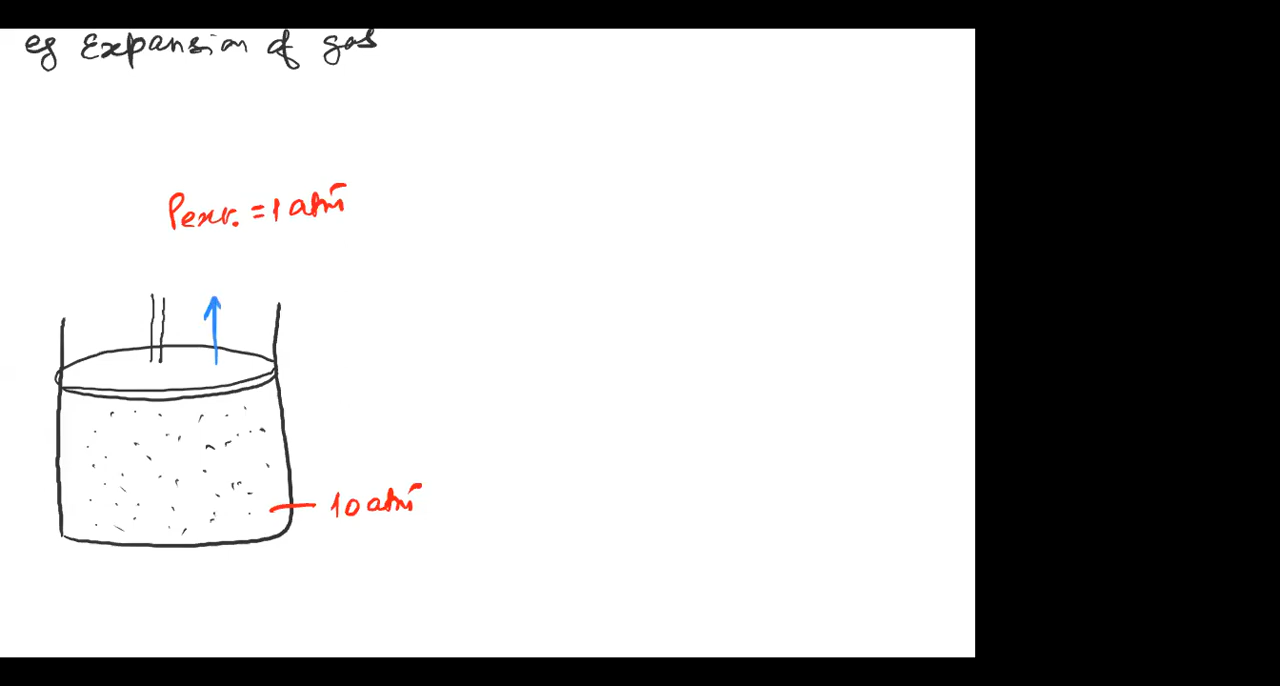 eg Expansion of gas
Pext. = 1 atm
10 atm